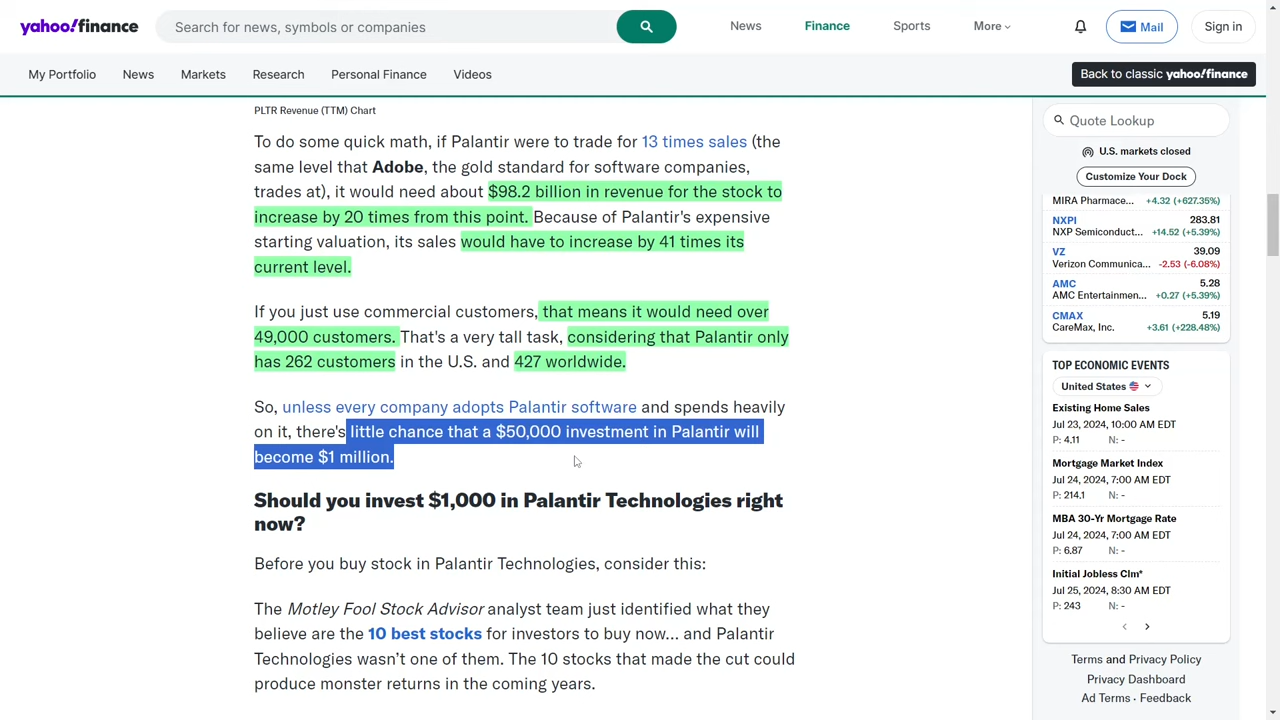 yahoo!finance
Search for news, symbols or companies
News
Finance
Sports
More
Mail
Sign in
My Portfolio
News
Markets
Research
Personal Finance
Videos
Back to classic yahoo!finance
PLTR Revenue (TTM) Chart
To do some quick math, if Palantir were to trade for 13 times sales (the
same level that Adobe, the gold standard for software companies,
trades at), it would need about $98.2 billion in revenue for the stock to
increase by 20 times from this point. Because of Palantir's expensive
starting valuation, its sales would have to increase by 41 times its
current level.
If you just use commercial customers, that means it would need over
49,000 customers. That's a very tall task, considering that Palantir only
has 262 customers in the U.S. and 427 worldwide.
So, unless every company adopts Palantir software and spends heavily
on it, there's little chance that a $50,000 investment in Palantir will
become $1 million.
Should you invest $1,000 in Palantir Technologies right
now?
Before you buy stock in Palantir Technologies, consider this:
The Motley Fool Stock Advisor analyst team just identified what they
believe are the 10 best stocks for investors to buy now… and Palantir
Technologies wasn’t one of them. The 10 stocks that made the cut could
produce monster returns in the coming years.
Quote Lookup
U.S. markets closed
Customize Your Dock
MIRA Pharmace... +4.32 (+627.35%)
NXPI 283.81
NXP Semiconduct... +14.52 (+5.39%)
VZ 39.09
Verizon Communica... -2.53 (-6.08%)
AMC 5.28
AMC Entertainmen... +0.27 (+5.39%)
CMAX 5.19
CareMax, Inc. +3.61 (+228.48%)
TOP ECONOMIC EVENTS
United States
Existing Home Sales
Jul 23, 2024, 10:00 AM EDT
P: 4.11 N: -
Mortgage Market Index
Jul 24, 2024, 7:00 AM EDT
P: 214.1 N: -
MBA 30-Yr Mortgage Rate
Jul 24, 2024, 7:00 AM EDT
P: 6.87 N: -
Initial Jobless Clm*
Jul 25, 2024, 8:30 AM EDT
P: 243 N: -
Terms and Privacy Policy
Privacy Dashboard
Ad Terms · Feedback